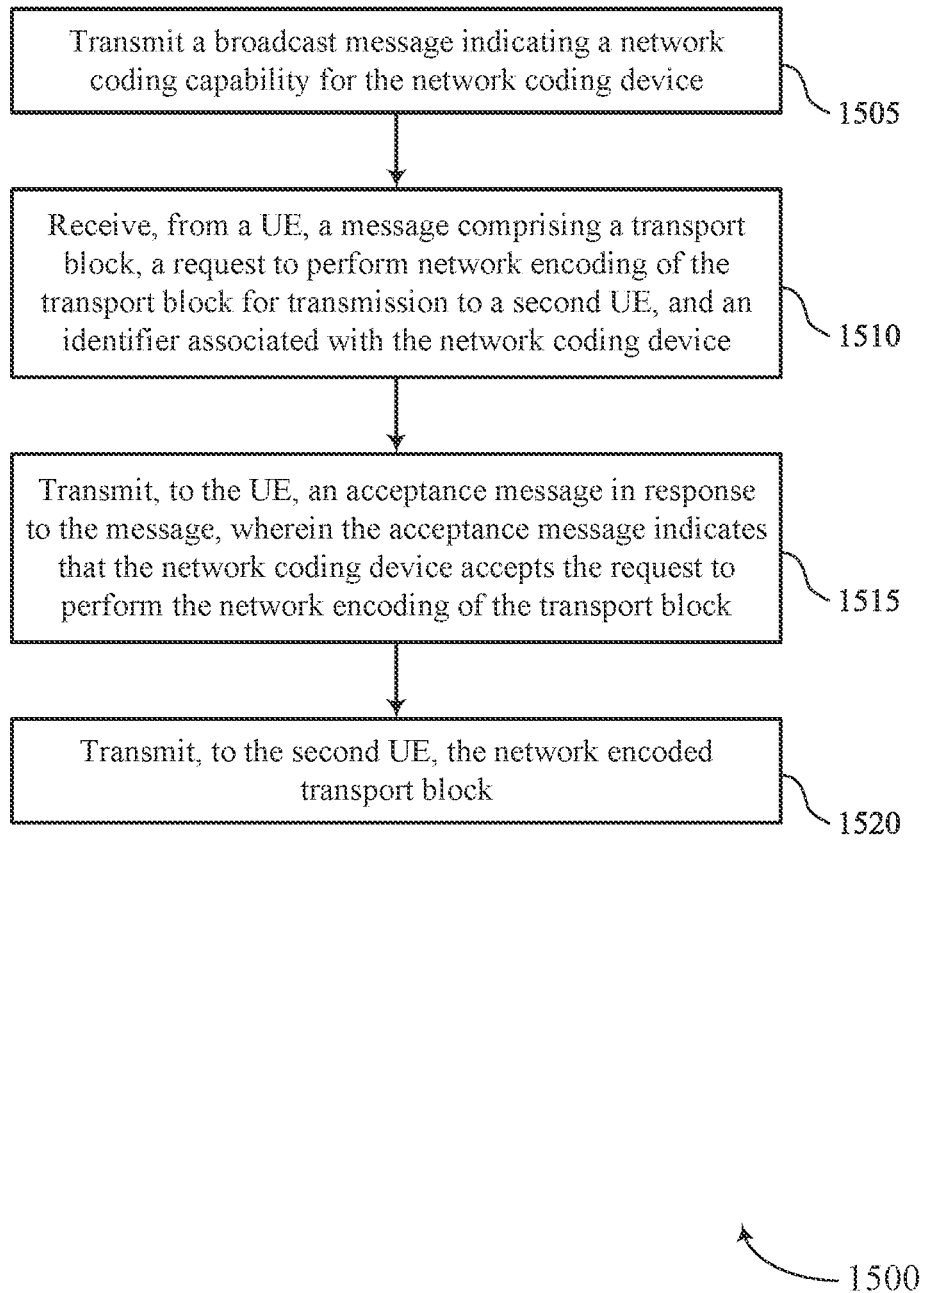 Transmit a broadcast message indicating a network
coding capability for the network coding device
1505
Receive, from a UE, a message comprising a transport
block, a request to perform network encoding of the
transport block for transmission to a second UE, and an
identifier associated with the network coding device
1510
Transmit, to the UE, an acceptance message in response
to the message, wherein the acceptance message indicates
that the network coding device accepts the request to
perform the network encoding of the transport block
1515
Transmit, to the second UE, the network encoded
transport block
1520
1500